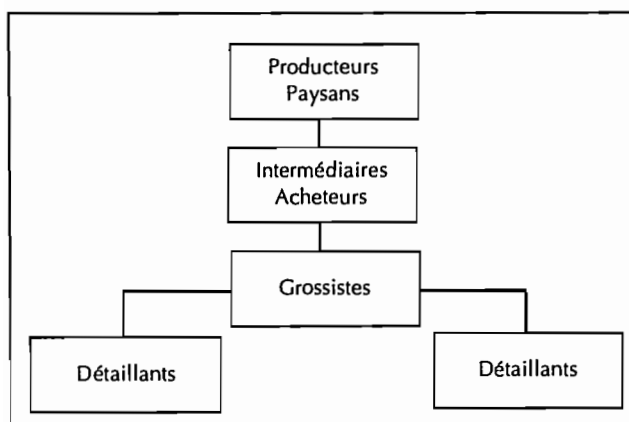 Producteurs
Paysans
Intermédiaires
Acheteurs
Grossistes
Détaillants
Détaillants